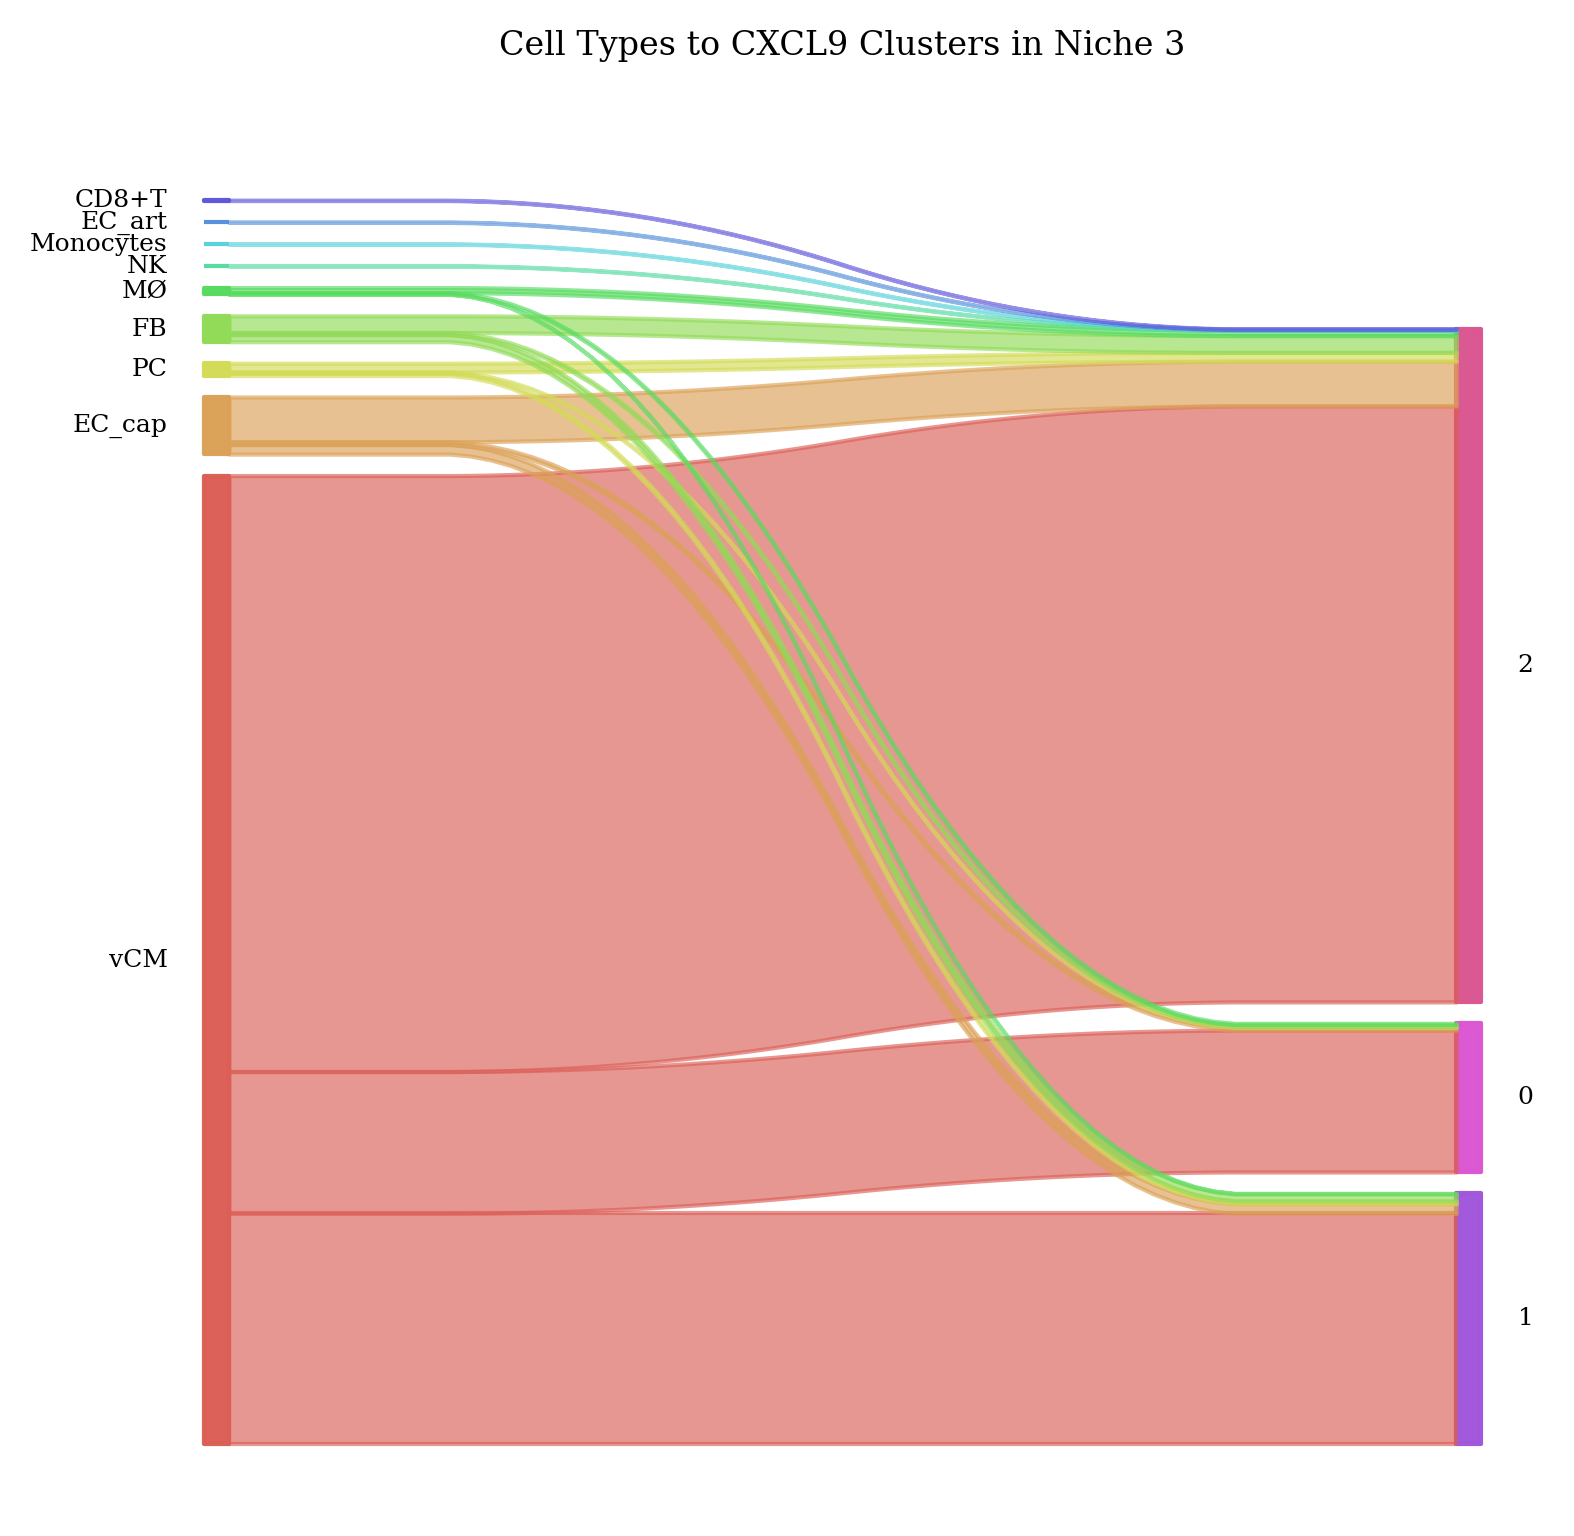 Cell Types to CXCL9 Clusters in Niche 3
CD8+T
EC_art
Monocytes
NK
MØ
FB
PC
EC_cap
vCM
2
0
1